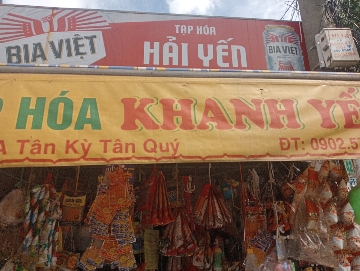 TẠP HÓA
BIA VIỆT
HẢI YẾN
BIA VIỆT
P HÓA KHANH YẾ
A Tân Kỳ Tân Quý ĐT: 0902.5